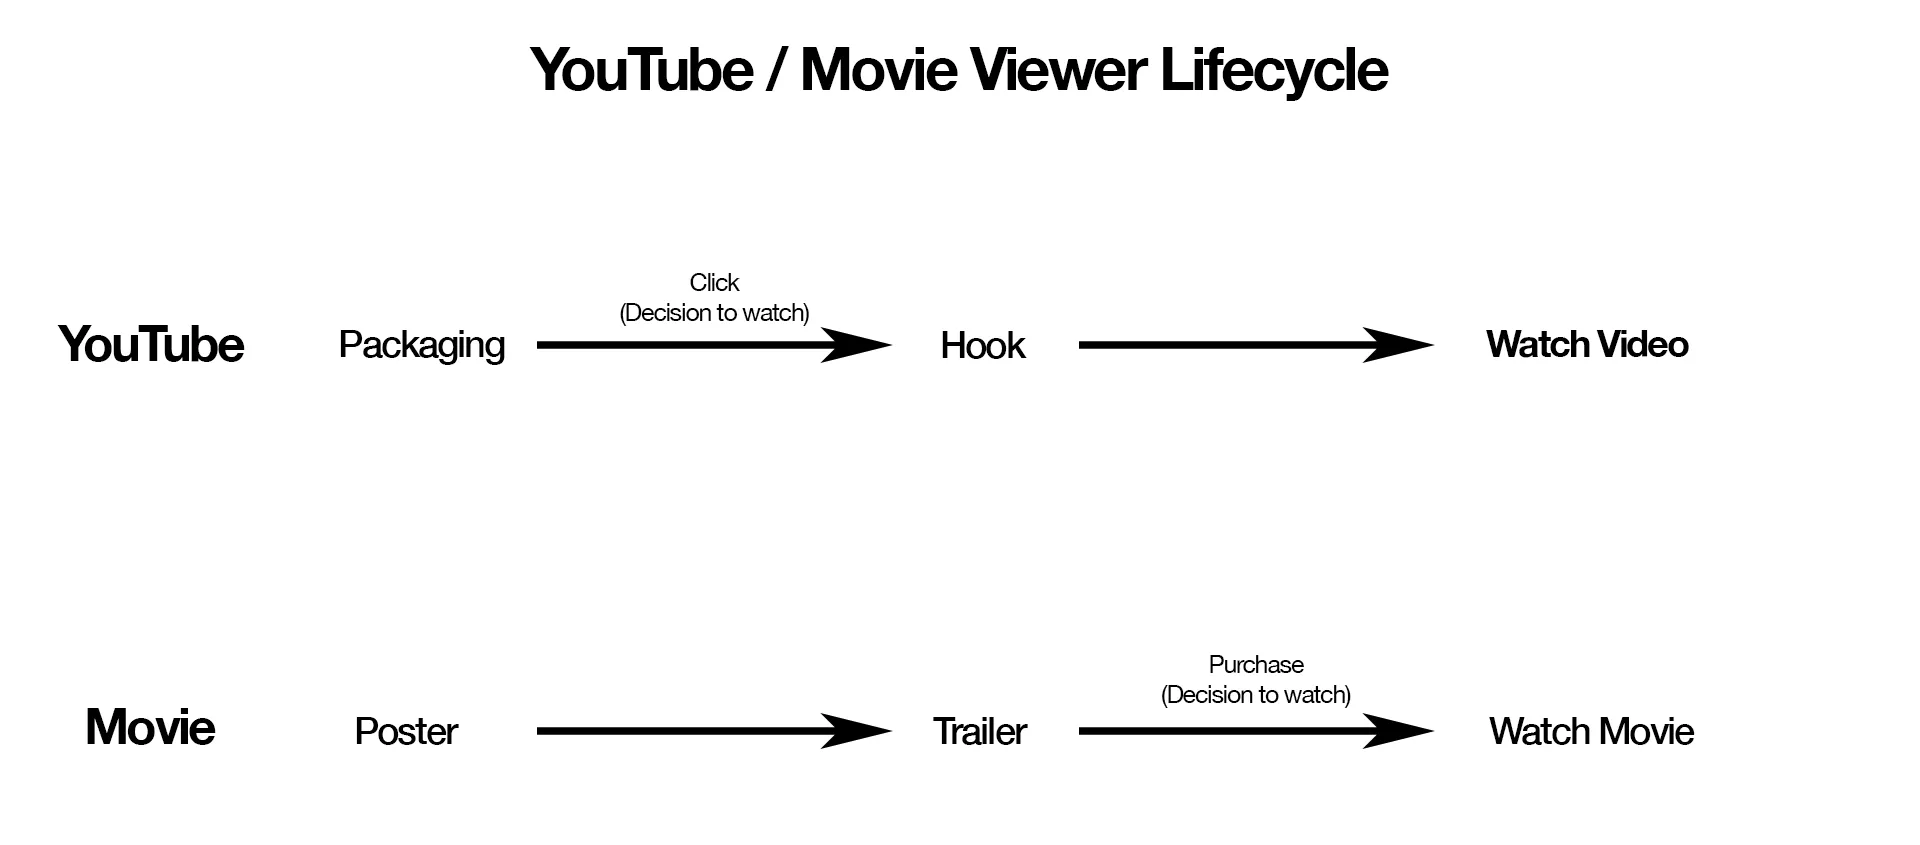 YouTube / Movie Viewer Lifecycle
Click
(Decision to watch)
YouTube Packaging Hook Watch Video
Purchase
(Decision to watch)
Movie Poster Trailer Watch Movie